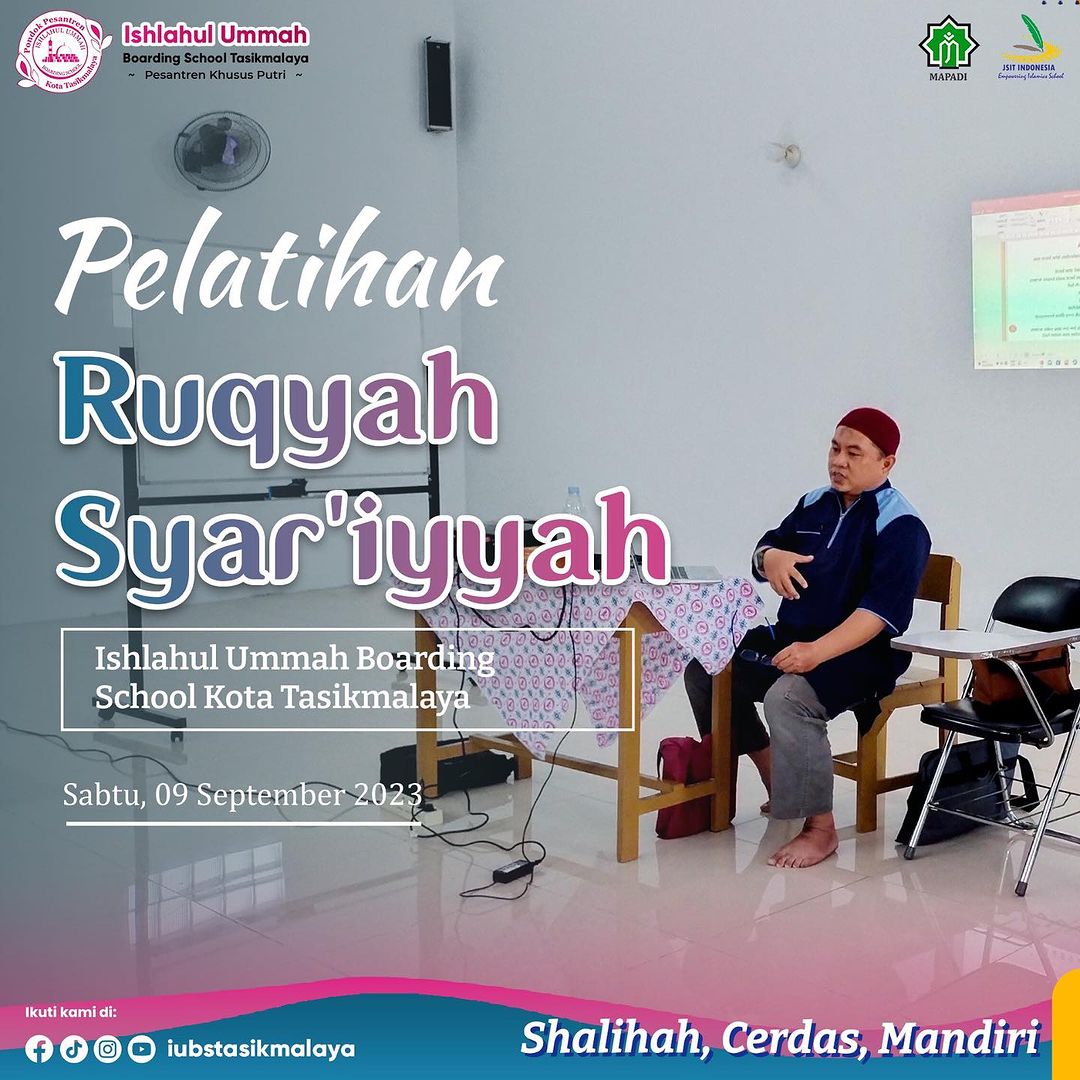 Pondok Pesantren
ISHLAHUL UMMAH
BOARDING SCHOOL
Kota Tasikmalaya
Ishlahul Ummah
Boarding School Tasikmalaya
~ Pesantren Khusus Putri ~
MAPADI
JSIT INDONESIA
Empowering Islamic School
Pelatihan
Ruqyah
Syar'iyyah
Ishlahul Ummah Boarding
School Kota Tasikmalaya
Sabtu, 09 September 2023
Ikuti kami di:
iubstasikmalaya
Shalihah, Cerdas, Mandiri